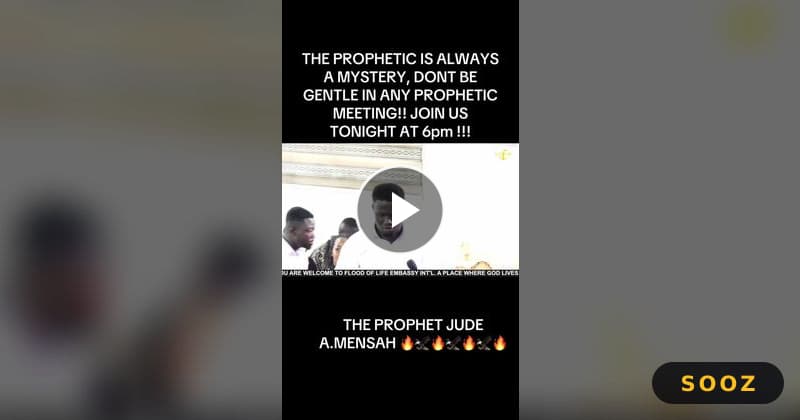 THE PROPHETIC IS ALWAYS
A MYSTERY, DONT BE
GENTLE IN ANY PROPHETIC
MEETING!! JOIN US
TONIGHT AT 6pm !!!
OU ARE WELCOME TO FLOOD OF LIFE EMBASSY INT'L. A PLACE WHERE GOD LIVES
THE PROPHET JUDE
A.MENSAH 🔥🦅🔥🦅🔥🦅🔥
SOOZ